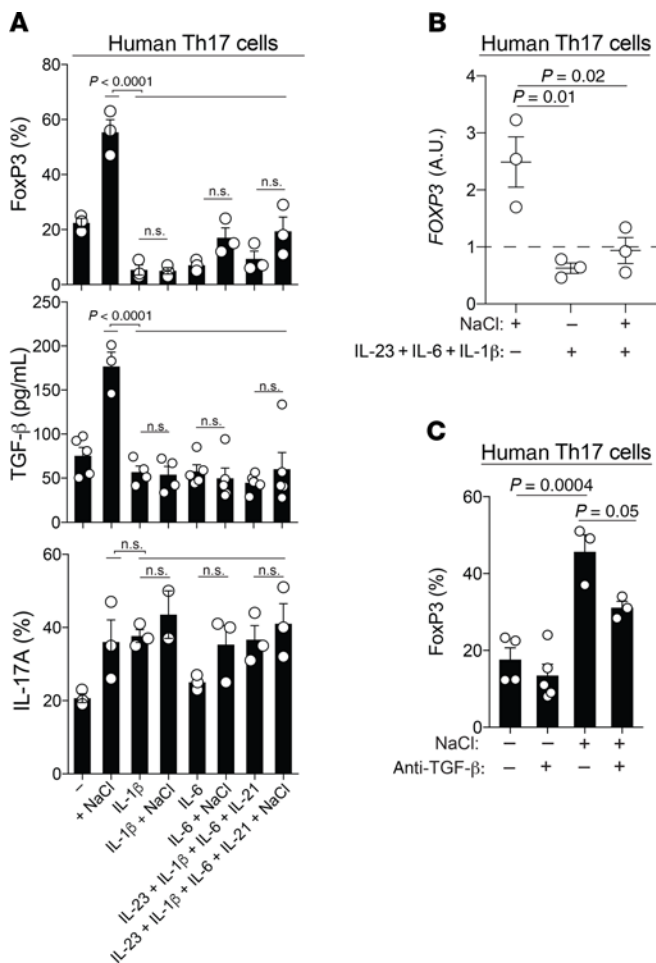 A
Human Th17 cells
FoxP3 (%)
80
60
40
20
0
P < 0.0001
n.s.
n.s.
n.s.
TGF-β (pg/mL)
250
200
150
100
50
0
P < 0.0001
n.s.
n.s.
n.s.
IL-17A (%)
60
40
20
0
n.s.
n.s.
n.s.
n.s.
–
+ NaCl
IL-1β
IL-1β + NaCl
IL-6
IL-6 + NaCl
IL-23 + IL-1β + IL-6 + IL-21
IL-23 + IL-1β + IL-6 + IL-21 + NaCl
B
Human Th17 cells
FOXP3 (A.U.)
4
3
2
1
0
P = 0.02
P = 0.01
NaCl: + – +
IL-23 + IL-6 + IL-1β: – + +
C
Human Th17 cells
FoxP3 (%)
60
40
20
0
P = 0.0004
P = 0.05
NaCl: – – + +
Anti-TGF-β: – + – +